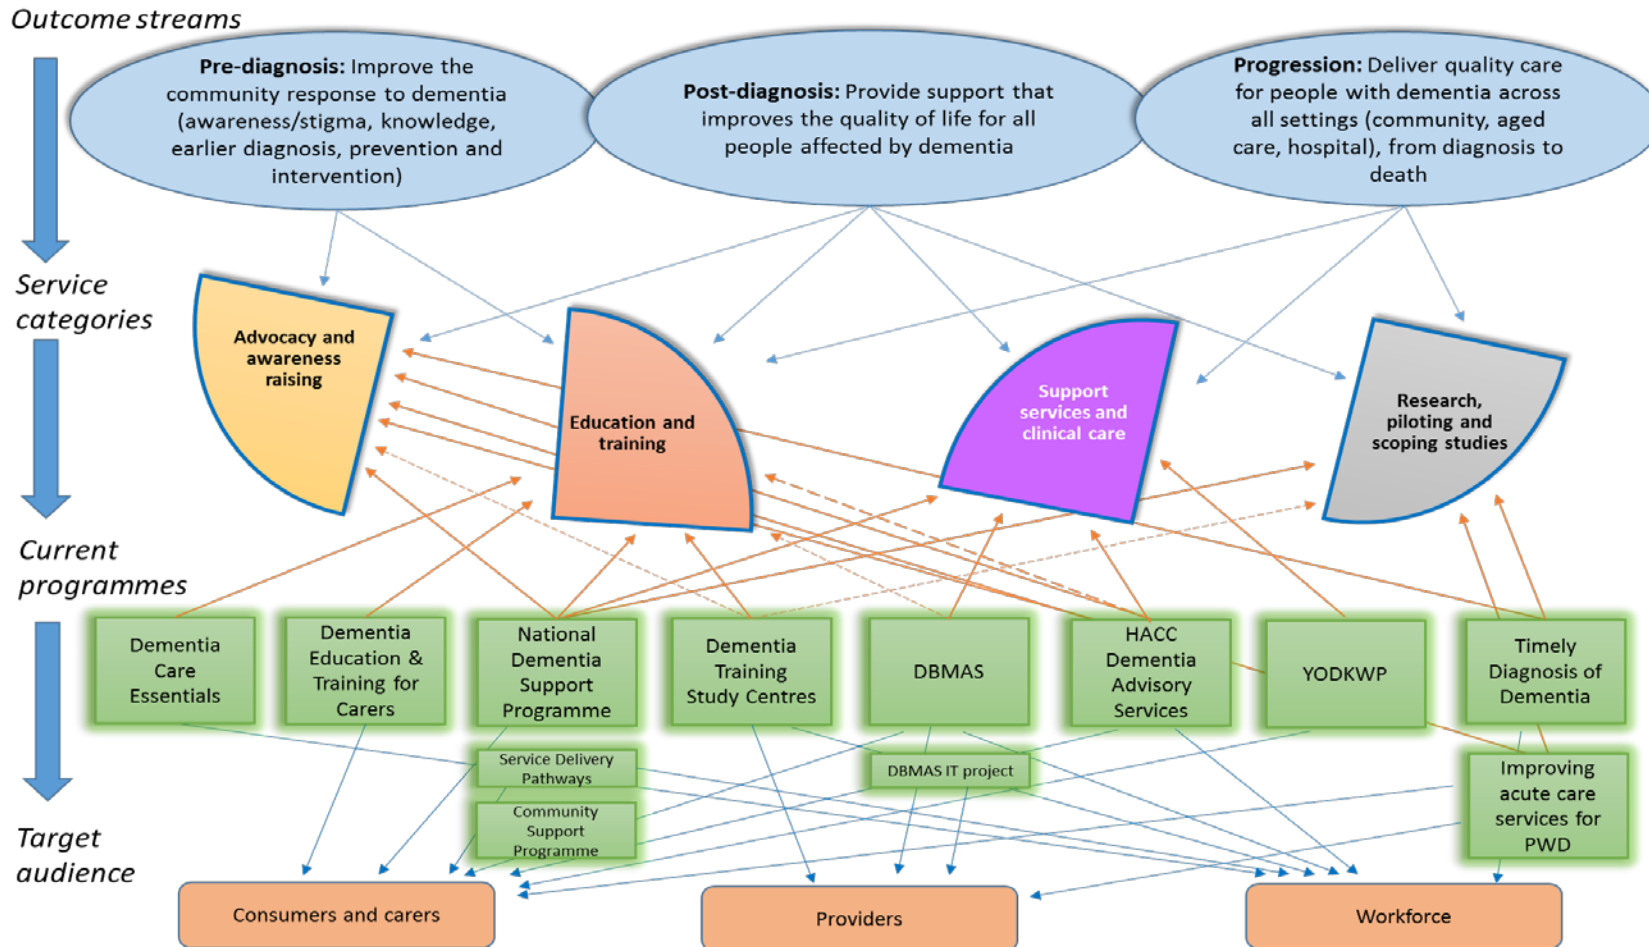 Outcome streams
Pre-diagnosis: Improve the
community response to dementia
(awareness/stigma, knowledge,
earlier diagnosis, prevention and
intervention)
Post-diagnosis: Provide support that
improves the quality of life for all
people affected by dementia
Progression: Deliver quality care
for people with dementia across
all settings (community, aged
care, hospital), from diagnosis to
death
Service
categories
Advocacy and
awareness
raising
Education and
training
Support
services and
clinical care
Research,
piloting and
scoping studies
Current
programmes
Dementia
Care
Essentials
Dementia
Education &
Training for
Carers
National
Dementia
Support
Programme
Dementia
Training
Study Centres
DBMAS
HACC
Dementia
Advisory
Services
YODKWP
Timely
Diagnosis of
Dementia
Service Delivery
Pathways
DBMAS IT project
Improving
acute care
services for
PWD
Community
Support
Programme
Target
audience
Consumers and carers
Providers
Workforce